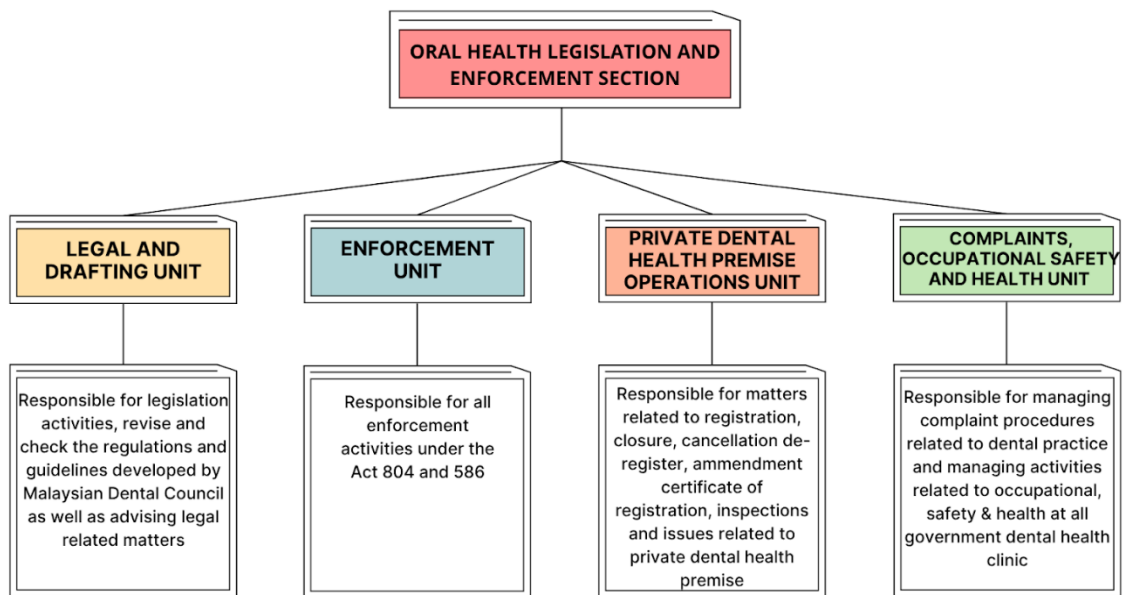 ORAL HEALTH LEGISLATION AND
ENFORCEMENT SECTION
LEGAL AND
DRAFTING UNIT
ENFORCEMENT
UNIT
PRIVATE DENTAL
HEALTH PREMISE
OPERATIONS UNIT
COMPLAINTS,
OCCUPATIONAL SAFETY
AND HEALTH UNIT
Responsible for legislation
activities, revise and
check the regulations and
guidelines developed by
Malaysian Dental Council
as well as advising legal
related matters
Responsible for all
enforcement
activities under the
Act 804 and 586
Responsible for matters
related to registration,
closure, cancellation de-
register, ammendment
certificate of
registration, inspections
and issues related to
private dental health
premise
Responsible for managing
complaint procedures
related to dental practice
and managing activities
related to occupational,
safety & health at all
government dental health
clinic